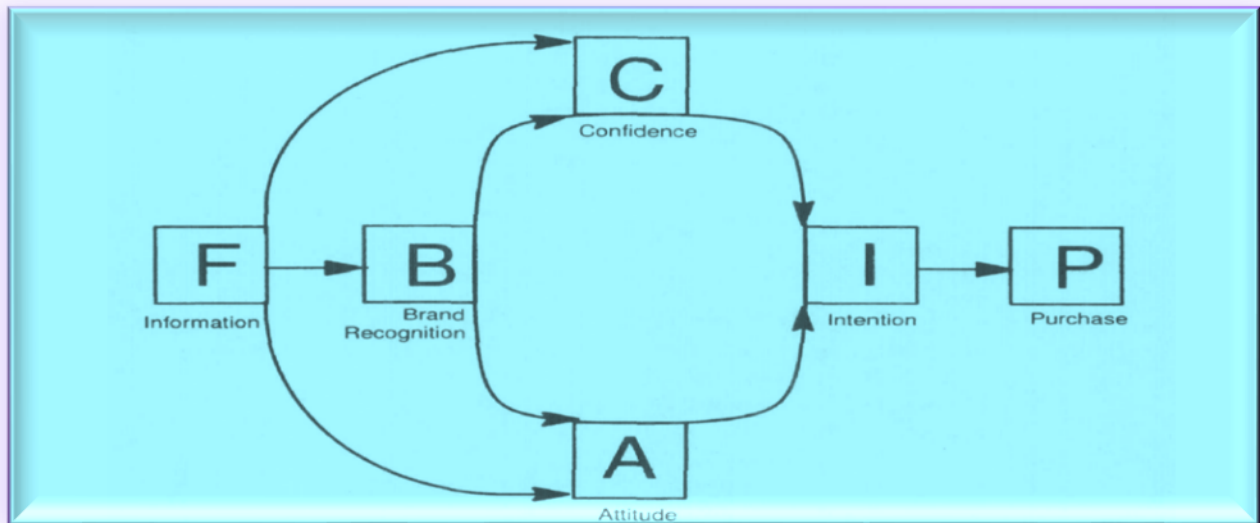 C
Confidence
F
Information
B
Brand
Recognition
I
Intention
P
Purchase
A
Attitude